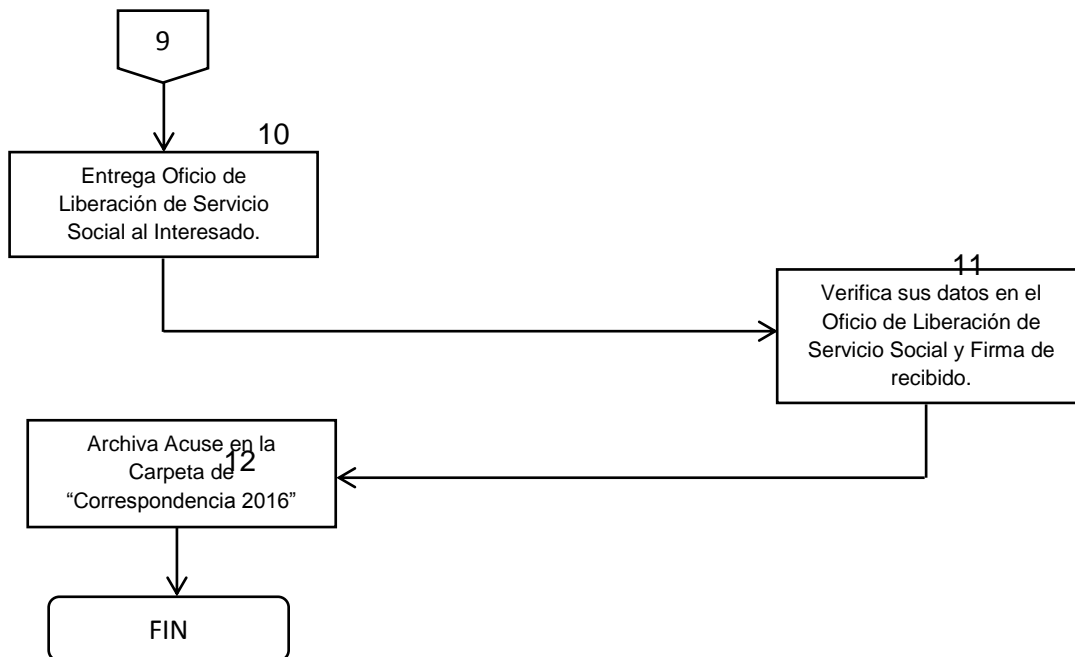 9
10
Entrega Oficio de
Liberación de Servicio
Social al Interesado.
11
Verifica sus datos en el
Oficio de Liberación de
Servicio Social y Firma de
recibido.
Archiva Acuse en la
Carpeta de
12
“Correspondencia 2016”
FIN